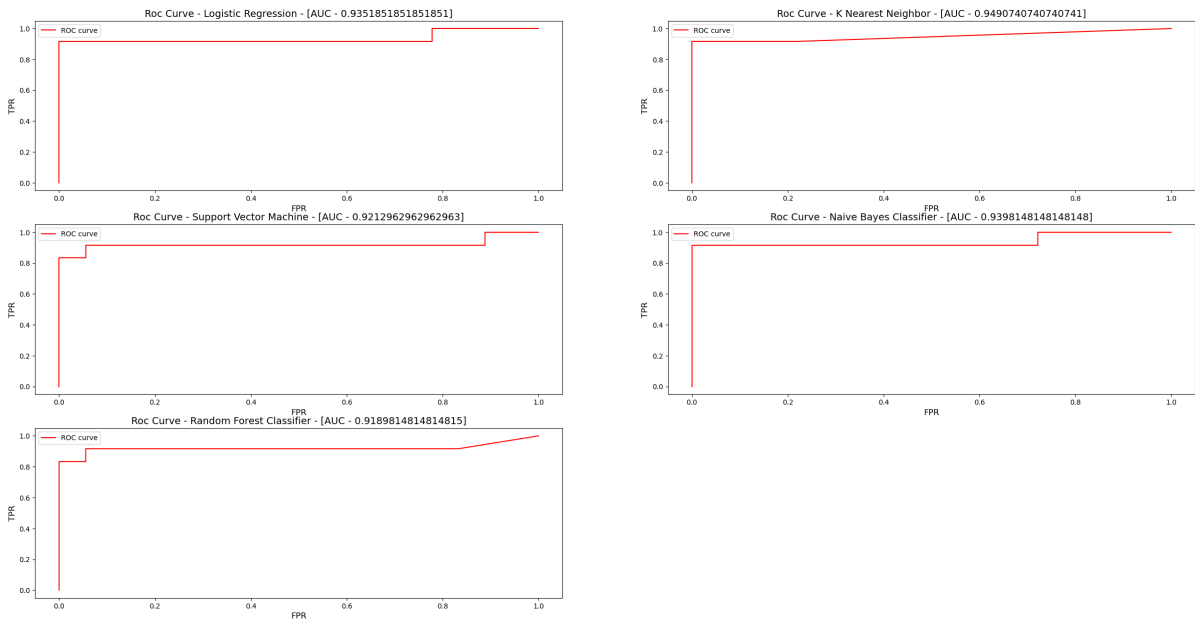 Roc Curve - Logistic Regression - [AUC - 0.9351851851851851]
ROC curve
1.0
0.8
0.6
0.4
0.2
0.0
TPR
0.0 0.2 0.4 0.6 0.8 1.0
FPR
Roc Curve - K Nearest Neighbor - [AUC - 0.9490740740740741]
ROC curve
1.0
0.8
0.6
0.4
0.2
0.0
TPR
0.0 0.2 0.4 0.6 0.8 1.0
FPR
Roc Curve - Support Vector Machine - [AUC - 0.9212962962962963]
ROC curve
1.0
0.8
0.6
0.4
0.2
0.0
TPR
0.0 0.2 0.4 0.6 0.8 1.0
FPR
Roc Curve - Naive Bayes Classifier - [AUC - 0.9398148148148148]
ROC curve
1.0
0.8
0.6
0.4
0.2
0.0
TPR
0.0 0.2 0.4 0.6 0.8 1.0
FPR
Roc Curve - Random Forest Classifier - [AUC - 0.9189814814814815]
ROC curve
1.0
0.8
0.6
0.4
0.2
0.0
TPR
0.0 0.2 0.4 0.6 0.8 1.0
FPR